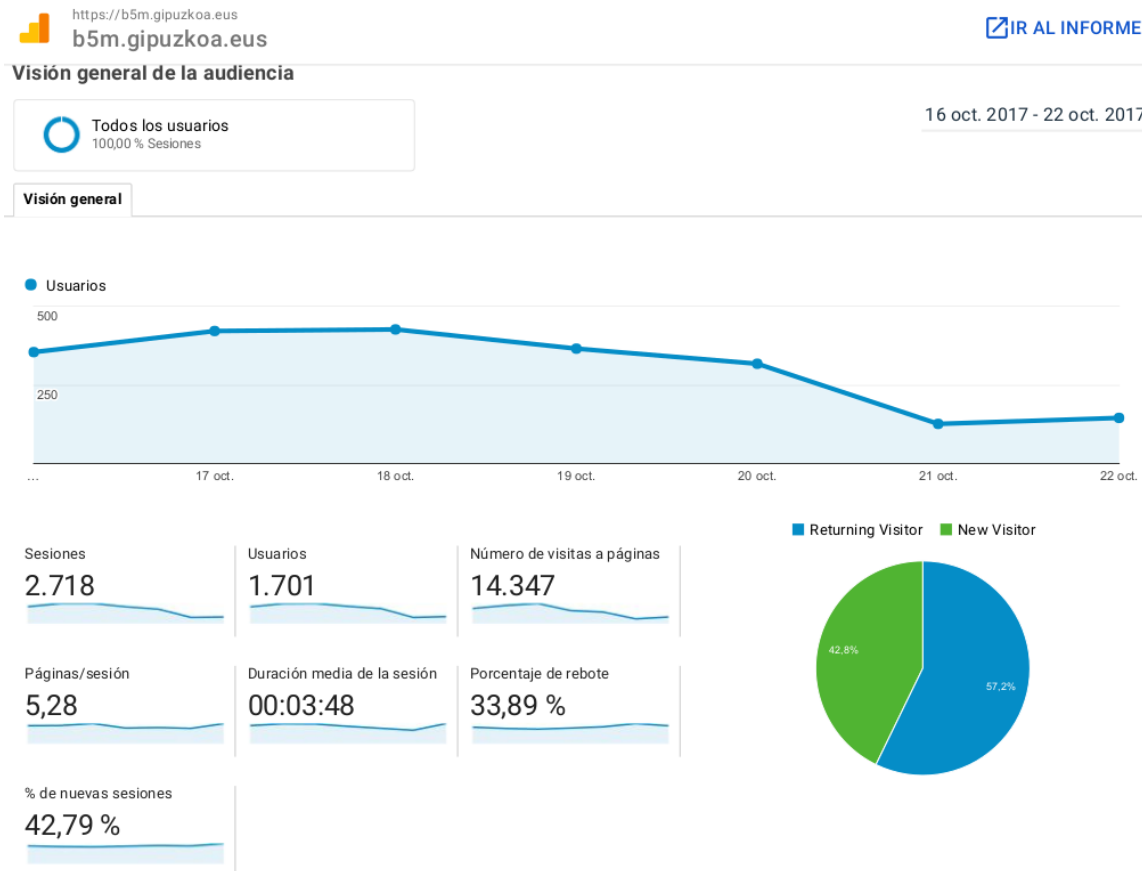 https://b5m.gipuzkoa.eus
b5m.gipuzkoa.eus
IR AL INFORME
Visión general de la audiencia
Todos los usuarios
100,00 % Sesiones
16 oct. 2017 - 22 oct. 2017
Visión general
Usuarios
500
250
...
17 oct.
18 oct.
19 oct.
20 oct.
21 oct.
22 oct.
Sesiones
2.718
Usuarios
1.701
Número de visitas a páginas
14.347
Páginas/sesión
5,28
Duración media de la sesión
00:03:48
Porcentaje de rebote
33,89 %
% de nuevas sesiones
42,79 %
Returning Visitor
New Visitor
42,8%
57,2%